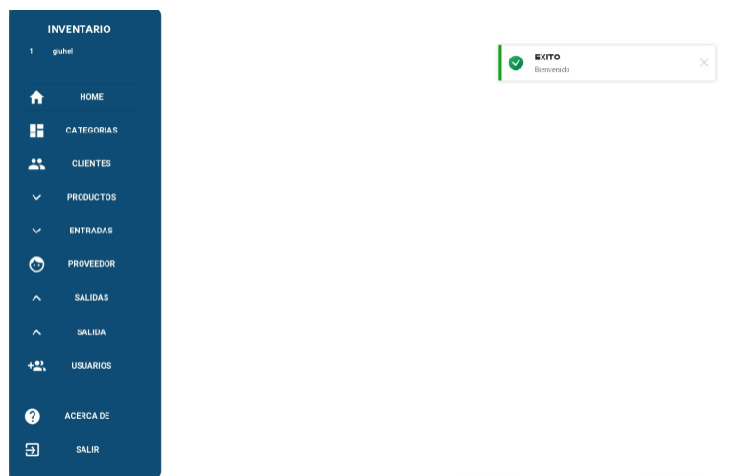 INVENTARIO
1 giuhel
HOME
CATEGORIAS
CLIENTES
PRODUCTOS
ENTRADAS
PROVEEDOR
SALIDAS
SALIDA
USUARIOS
ACERCA DE
SALIR
EXITO
Bienvenido